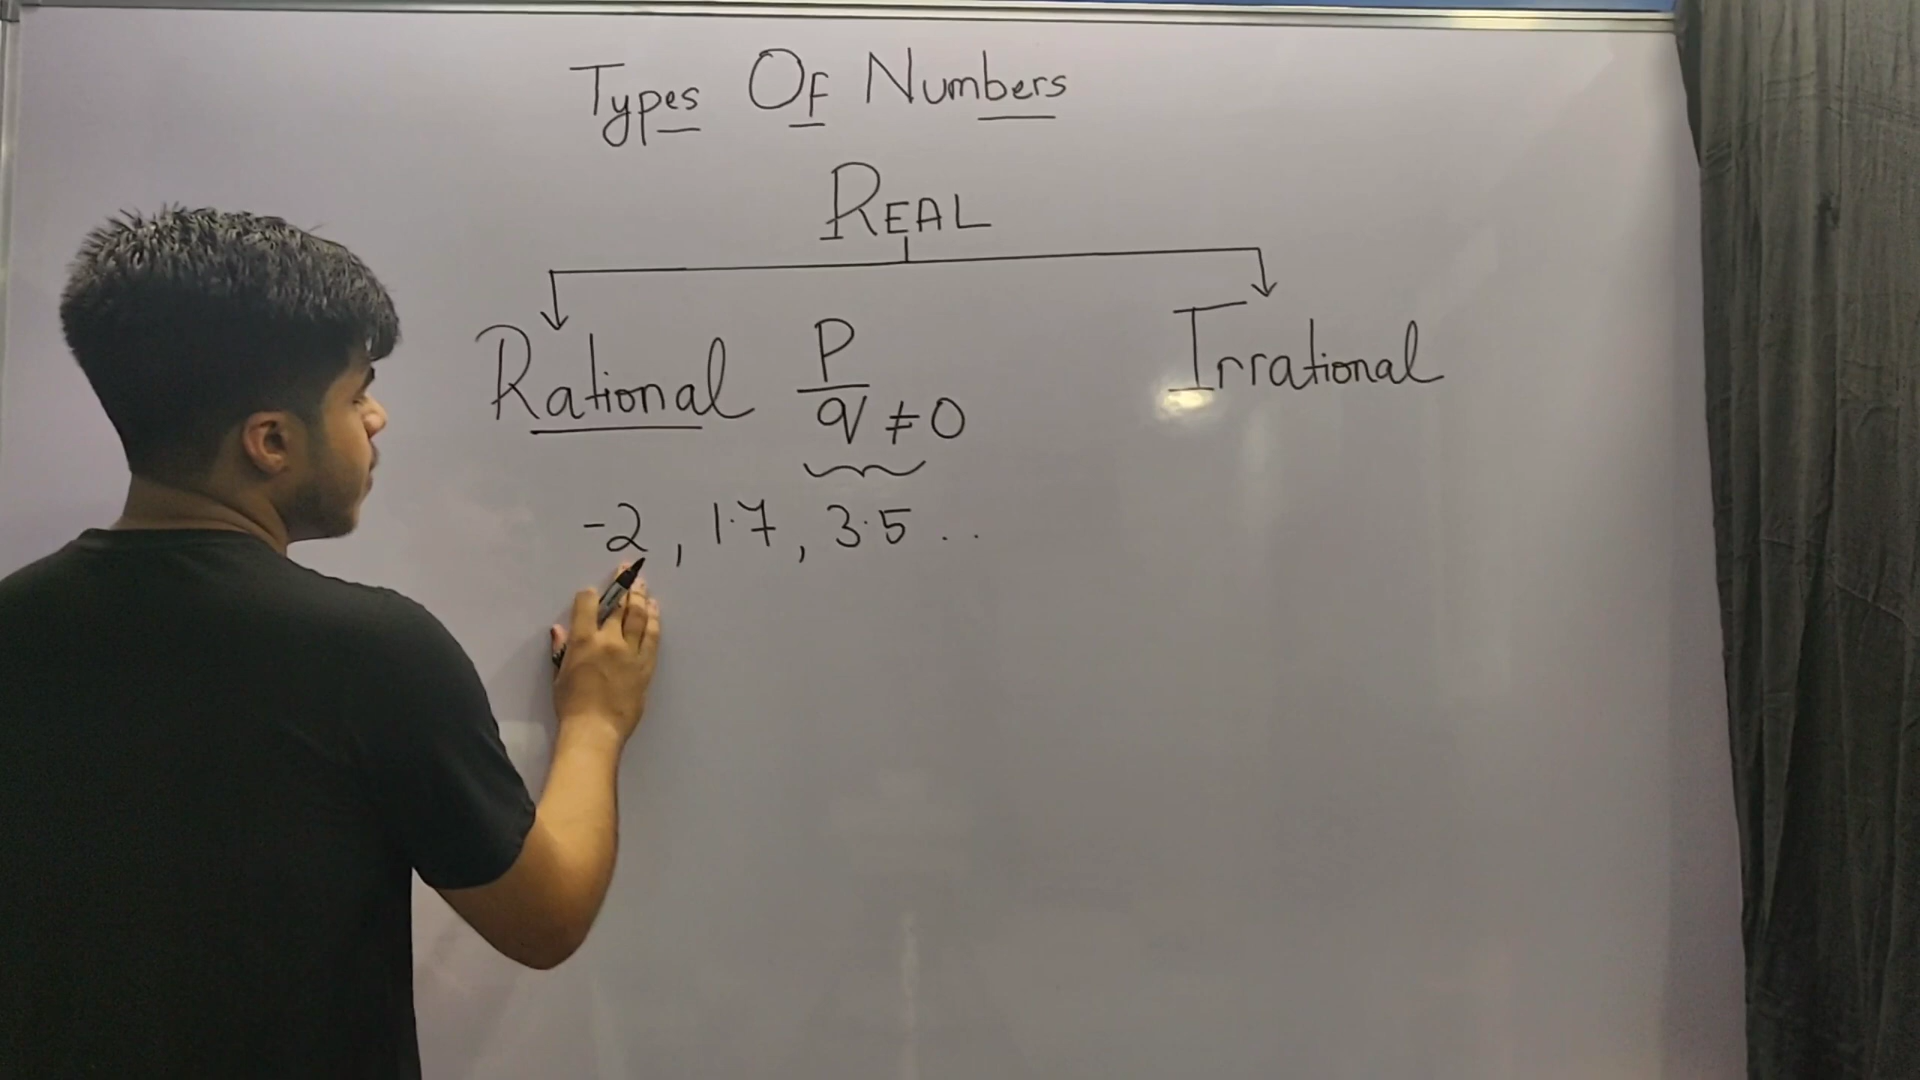 Types Of Numbers
REAL
Rational P/q ≠ 0
Irrational
-2, 1.7, 3.5 ..